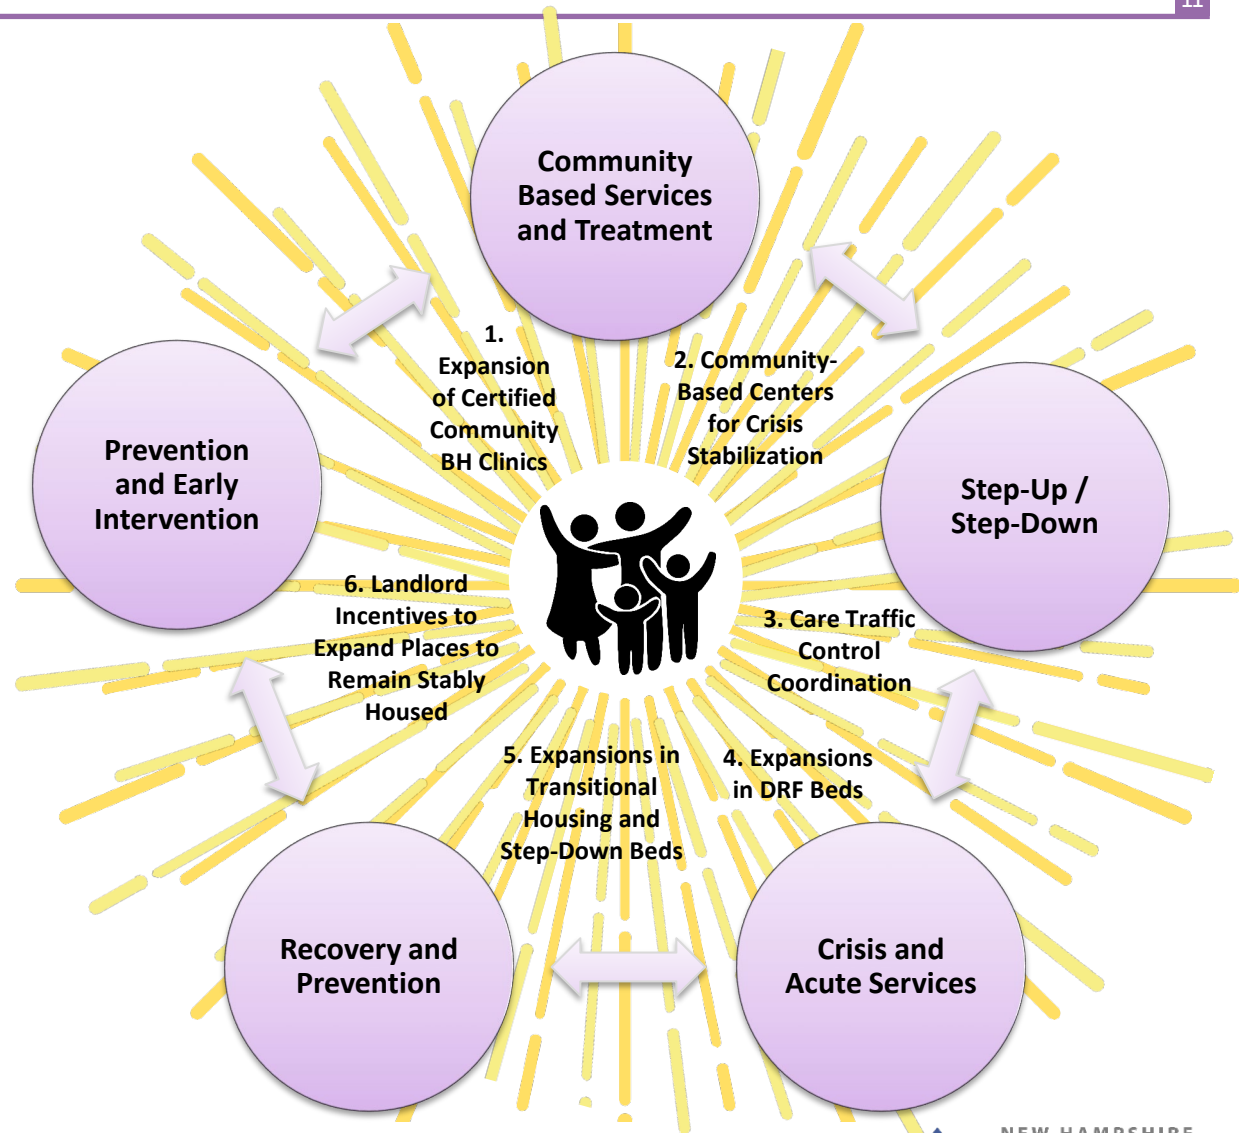 11
Community
Based Services
and Treatment
1.
Expansion
of Certified
Community
BH Clinics
2. Community-
Based Centers
for Crisis
Stabilization
Prevention
and Early
Intervention
Step-Up /
Step-Down
6. Landlord
Incentives to
Expand Places to
Remain Stably
Housed
3. Care Traffic
Control
Coordination
5. Expansions in
Transitional
Housing and
Step-Down Beds
4. Expansions
in DRF Beds
Recovery and
Prevention
Crisis and
Acute Services
NEW HAMPSHIRE